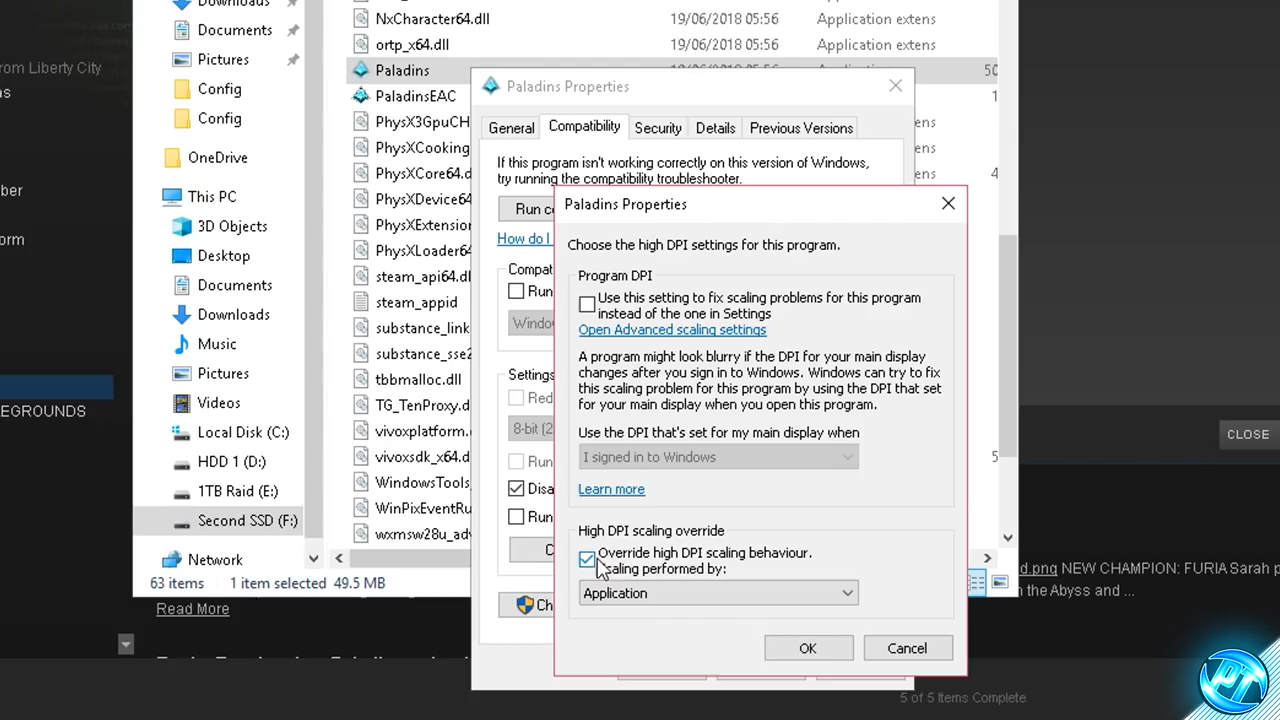 Downloads
Documents
Pictures
Config
Config
OneDrive
This PC
3D Objects
Desktop
Documents
Downloads
Music
Pictures
Videos
Local Disk (C:)
HDD 1 (D:)
1TB Raid (E:)
Second SSD (F:)
Network
63 items
1 item selected
49.5 MB
from Liberty City
EGROUNDS
NxCharacter64.dll 19/06/2018 05:56 Application extens
ortp_x64.dll 19/06/2018 05:56 Application extens
Paladins
PaladinsEAC
PhysX3GpuCH
PhysXCooking
PhysXCore64.d
PhysXDevice64
PhysXExtension
PhysXLoader64
steam_api64.dl
steam_appid
substance_link
substance_sse2
tbbmalloc.dll
TG_TenProxy.d
vivoxplatform.
vivoxsdk_x64.d
WindowsTools
WinPixEventRu
wxmsw28u_adv
Paladins Properties
General
Compatibility
Security
Details
Previous Versions
If this program isn't working correctly on this version of Windows,
try running the compatibility troubleshooter.
Run co
How do I
Compat
Run
Windo
Settings
Red
8-bit (2
Run
Disa
Run
C
Ch
Paladins Properties
Choose the high DPI settings for this program.
Program DPI
Use this setting to fix scaling problems for this program
instead of the one in Settings
Open Advanced scaling settings
A program might look blurry if the DPI for your main display
changes after you sign in to Windows. Windows can try to fix
this scaling problem for this program by using the DPI that set
for your main display when you open this program.
Use the DPI that's set for my main display when
I signed in to Windows
Learn more
High DPI scaling override
Override high DPI scaling behaviour.
caling performed by:
Application
OK
Cancel
CLOSE
d.png NEW CHAMPION: FURIA Sarah
n the Abyss and ...
Read More
5 of 5 Items Complete
PT